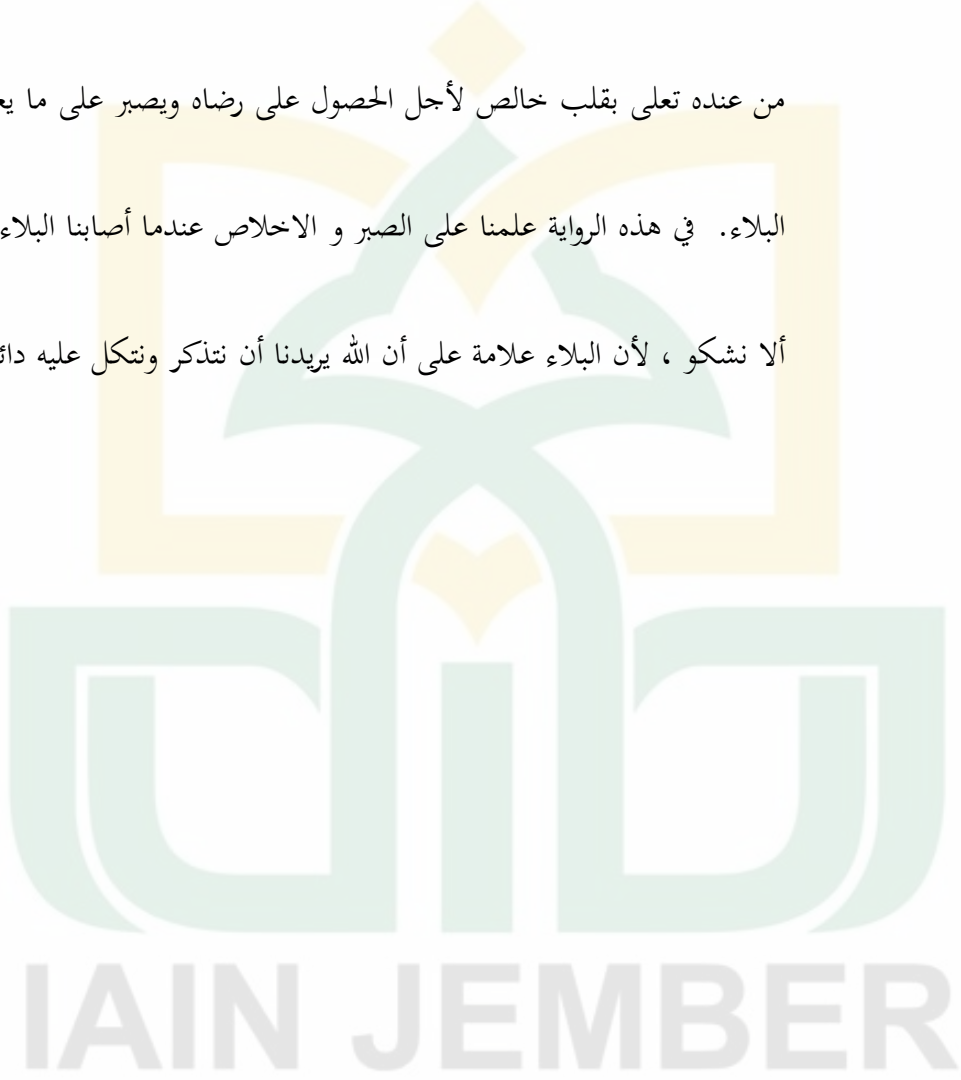 من عنده تعلى بقلب خالص لأجل الحصول على رضاه ويصبر على ما
البلاء. في هذه الرواية علمنا على الصبر و الاخلاص عندما أصابنا البلاء
ألا نشكو ، لأن البلاء علامة على أن الله يريدنا أن نتذكر ونتكل عليه
IAIN JEMBER